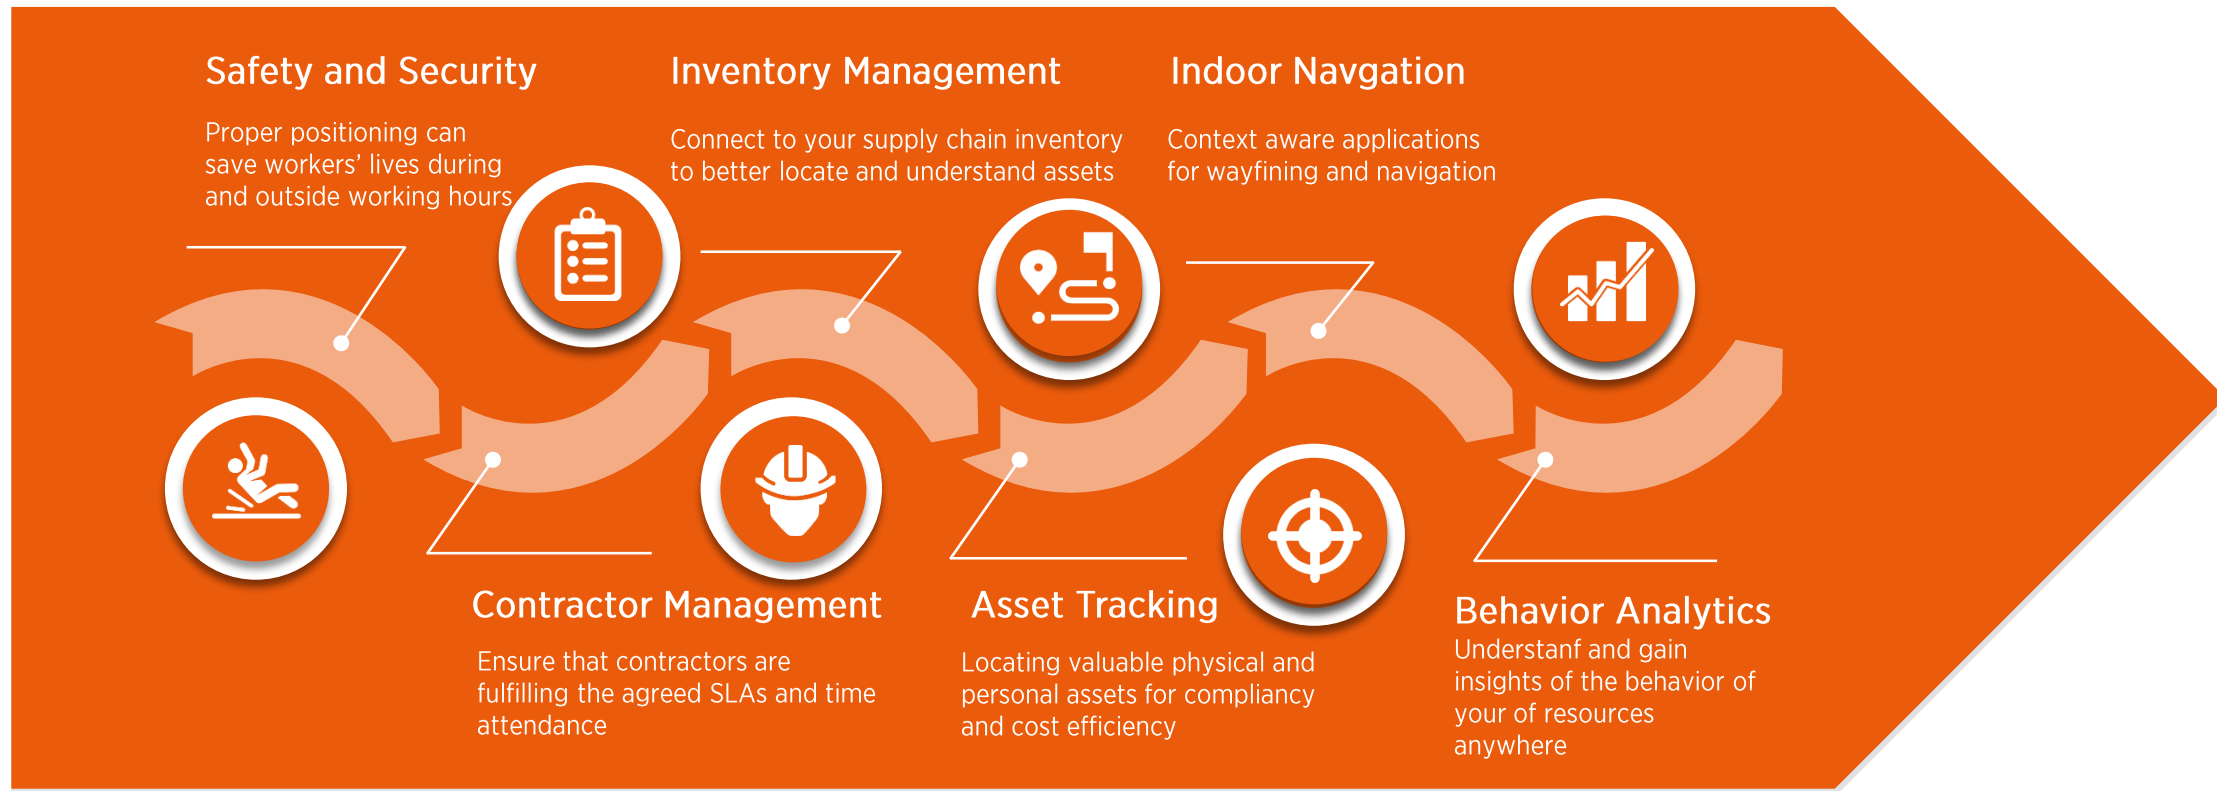 Safety and Security
Proper positioning can
save workers’ lives during
and outside working hours
Inventory Management
Connect to your supply chain inventory
to better locate and understand assets
Indoor Navgation
Context aware applications
for wayfining and navigation
Contractor Management
Ensure that contractors are
fulfilling the agreed SLAs and time
attendance
Asset Tracking
Locating valuable physical and
personal assets for compliancy
and cost efficiency
Behavior Analytics
Understanf and gain
insights of the behavior of
your of resources
anywhere